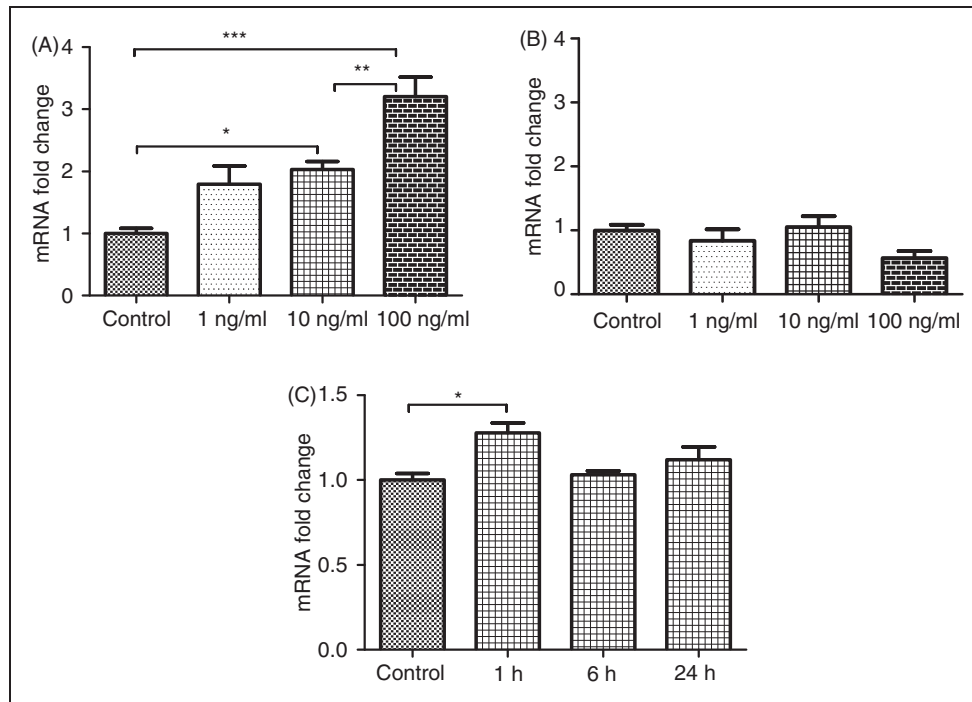 (A)
mRNA fold change
4
3
2
1
0
***
**
*
Control 1 ng/ml 10 ng/ml 100 ng/ml
(B)
mRNA fold change
4
3
2
1
0
Control 1 ng/ml 10 ng/ml 100 ng/ml
(C)
mRNA fold change
1.5
1.0
0.5
0.0
*
Control 1 h 6 h 24 h